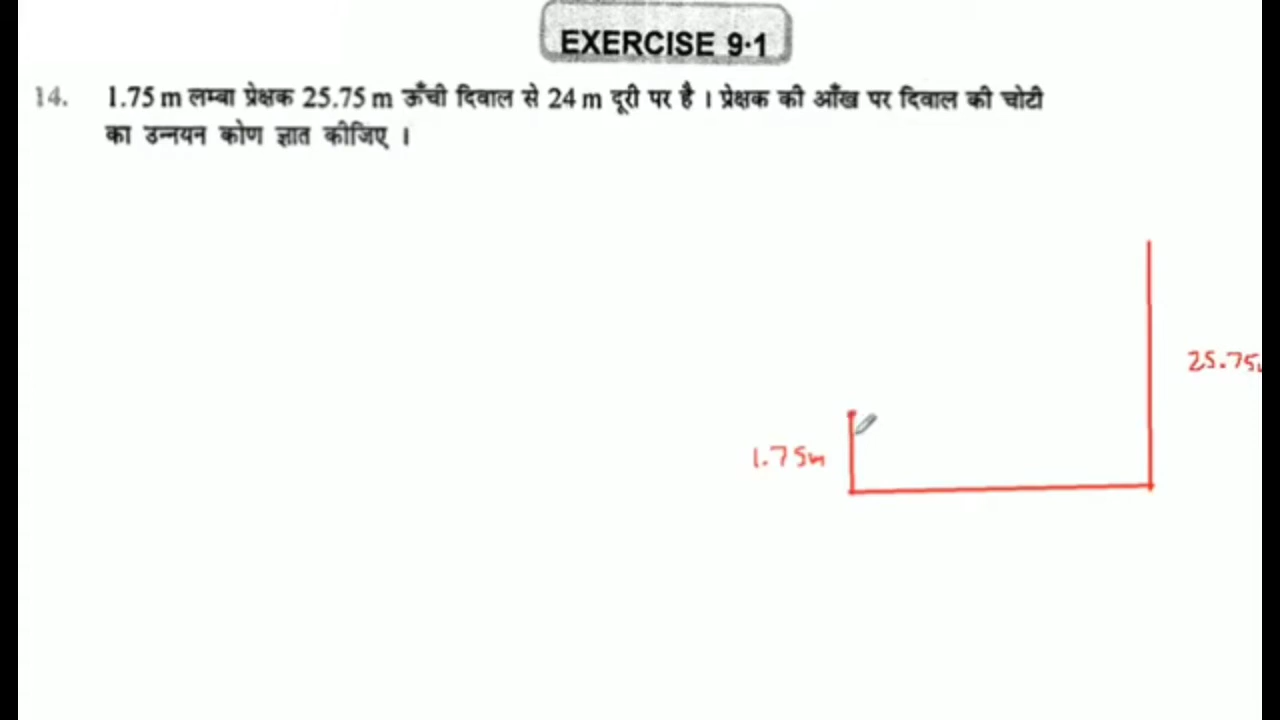 EXERCISE 9·1
14. 1.75 m लम्बा प्रेक्षक 25.75 m ऊँची दिवाल से 24 m दूरी पर है । प्रेक्षक की आँख पर दिवाल की चोटी
का उन्नयन कोण ज्ञात कीजिए ।
25.75
1.75m